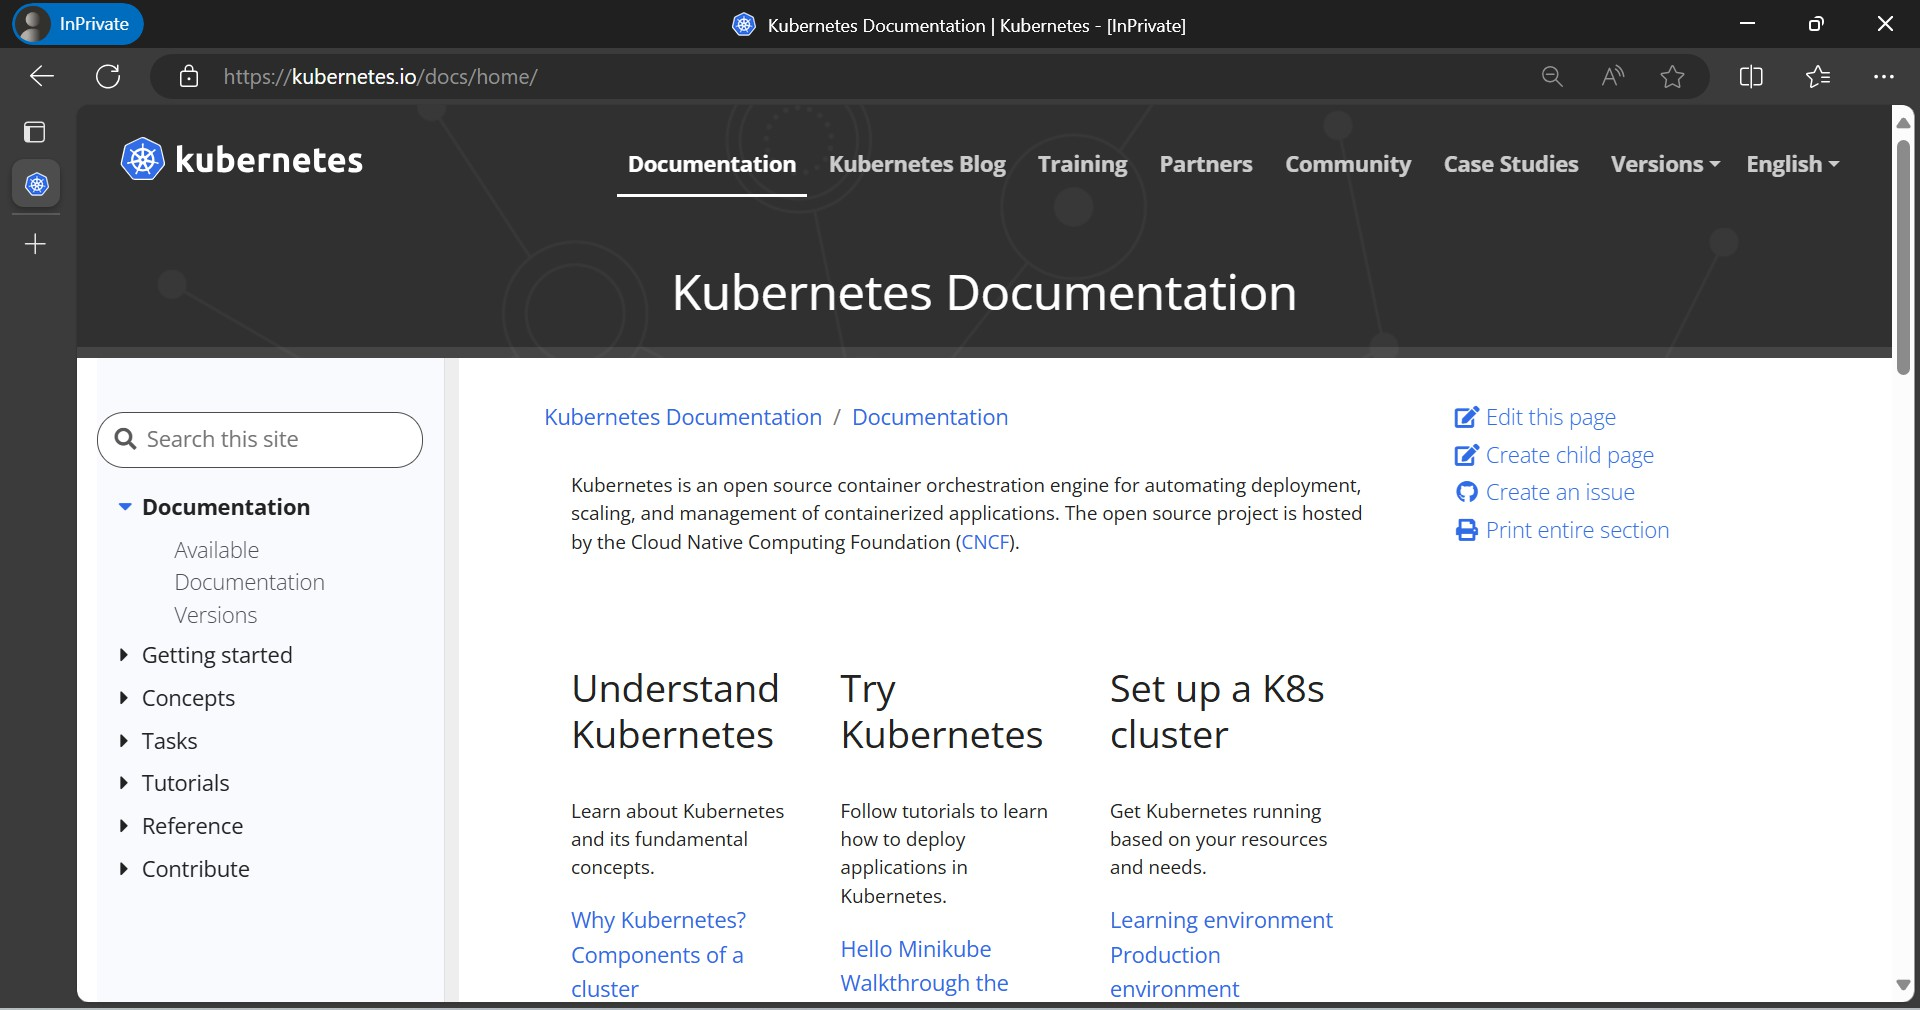 InPrivate
Kubernetes Documentation | Kubernetes - [InPrivate]
https://kubernetes.io/docs/home/
kubernetes
Documentation Kubernetes Blog Training Partners Community Case Studies Versions English
Kubernetes Documentation
Search this site
Documentation
Available
Documentation
Versions
Getting started
Concepts
Tasks
Tutorials
Reference
Contribute
Kubernetes Documentation / Documentation
Kubernetes is an open source container orchestration engine for automating deployment,
scaling, and management of containerized applications. The open source project is hosted
by the Cloud Native Computing Foundation (CNCF).
Understand
Kubernetes
Learn about Kubernetes
and its fundamental
concepts.
Why Kubernetes?
Components of a
cluster
Try
Kubernetes
Follow tutorials to learn
how to deploy
applications in
Kubernetes.
Hello Minikube
Walkthrough the
Set up a K8s
cluster
Get Kubernetes running
based on your resources
and needs.
Learning environment
Production
environment
Edit this page
Create child page
Create an issue
Print entire section